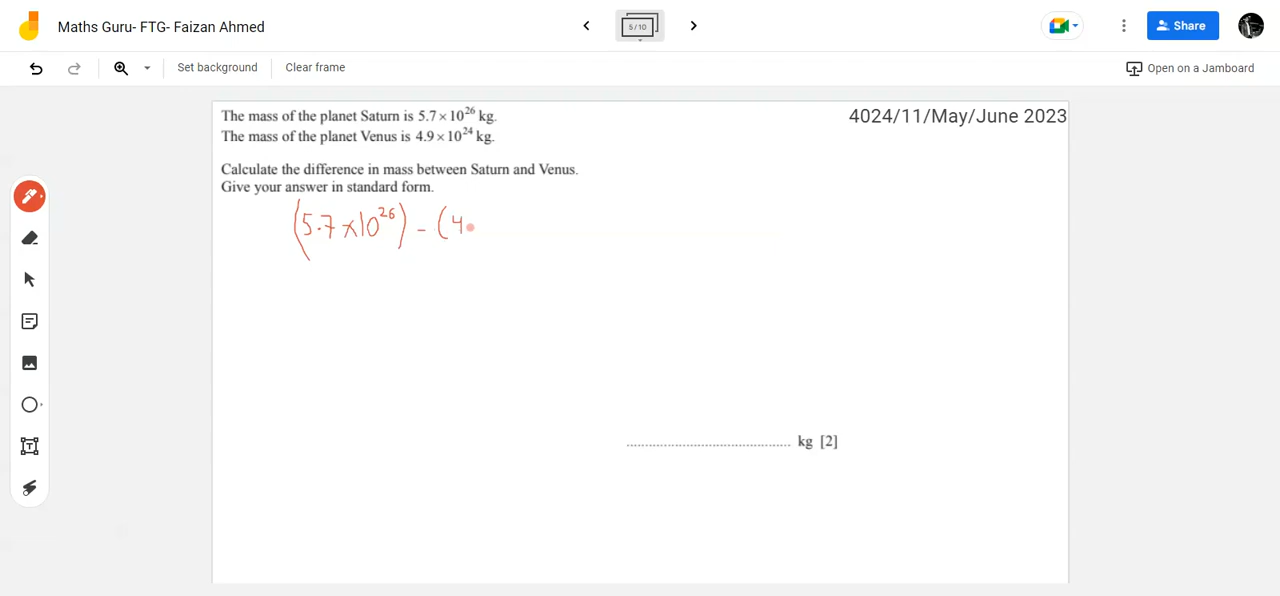 Maths Guru- FTG- Faizan Ahmed
5/10
Share
Set background
Clear frame
Open on a Jamboard
The mass of the planet Saturn is 5.7 × 10²⁶ kg.
4024/11/May/June 2023
The mass of the planet Venus is 4.9 × 10²⁴ kg.
Calculate the difference in mass between Saturn and Venus.
Give your answer in standard form.
(5.7 × 10²⁶) - (4.
.......................................... kg [2]